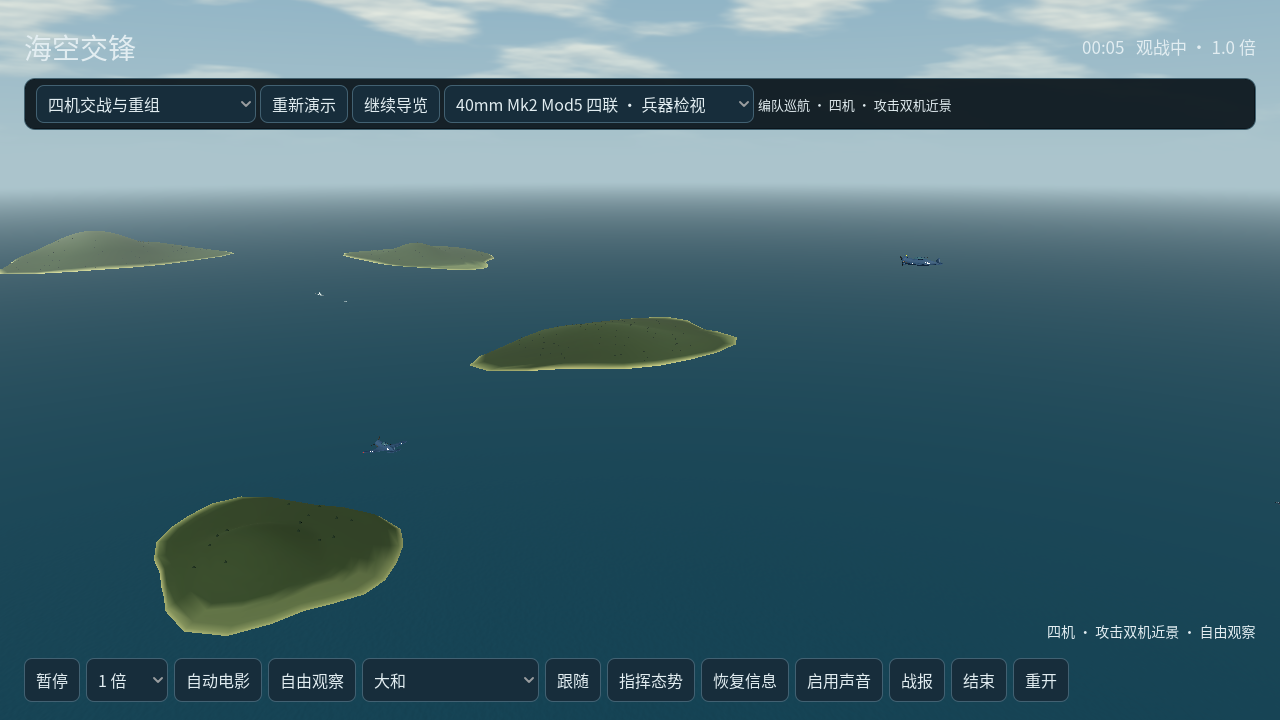 海空交锋
00:05 观战中 · 1.0 倍
四机交战与重组
重新演示
继续导览
40mm Mk2 Mod5 四联 · 兵器检视
编队巡航 · 四机 · 攻击双机近景
四机 · 攻击双机近景 · 自由观察
暂停
1 倍
自动电影
自由观察
大和
跟随
指挥态势
恢复信息
启用声音
战报
结束
重开